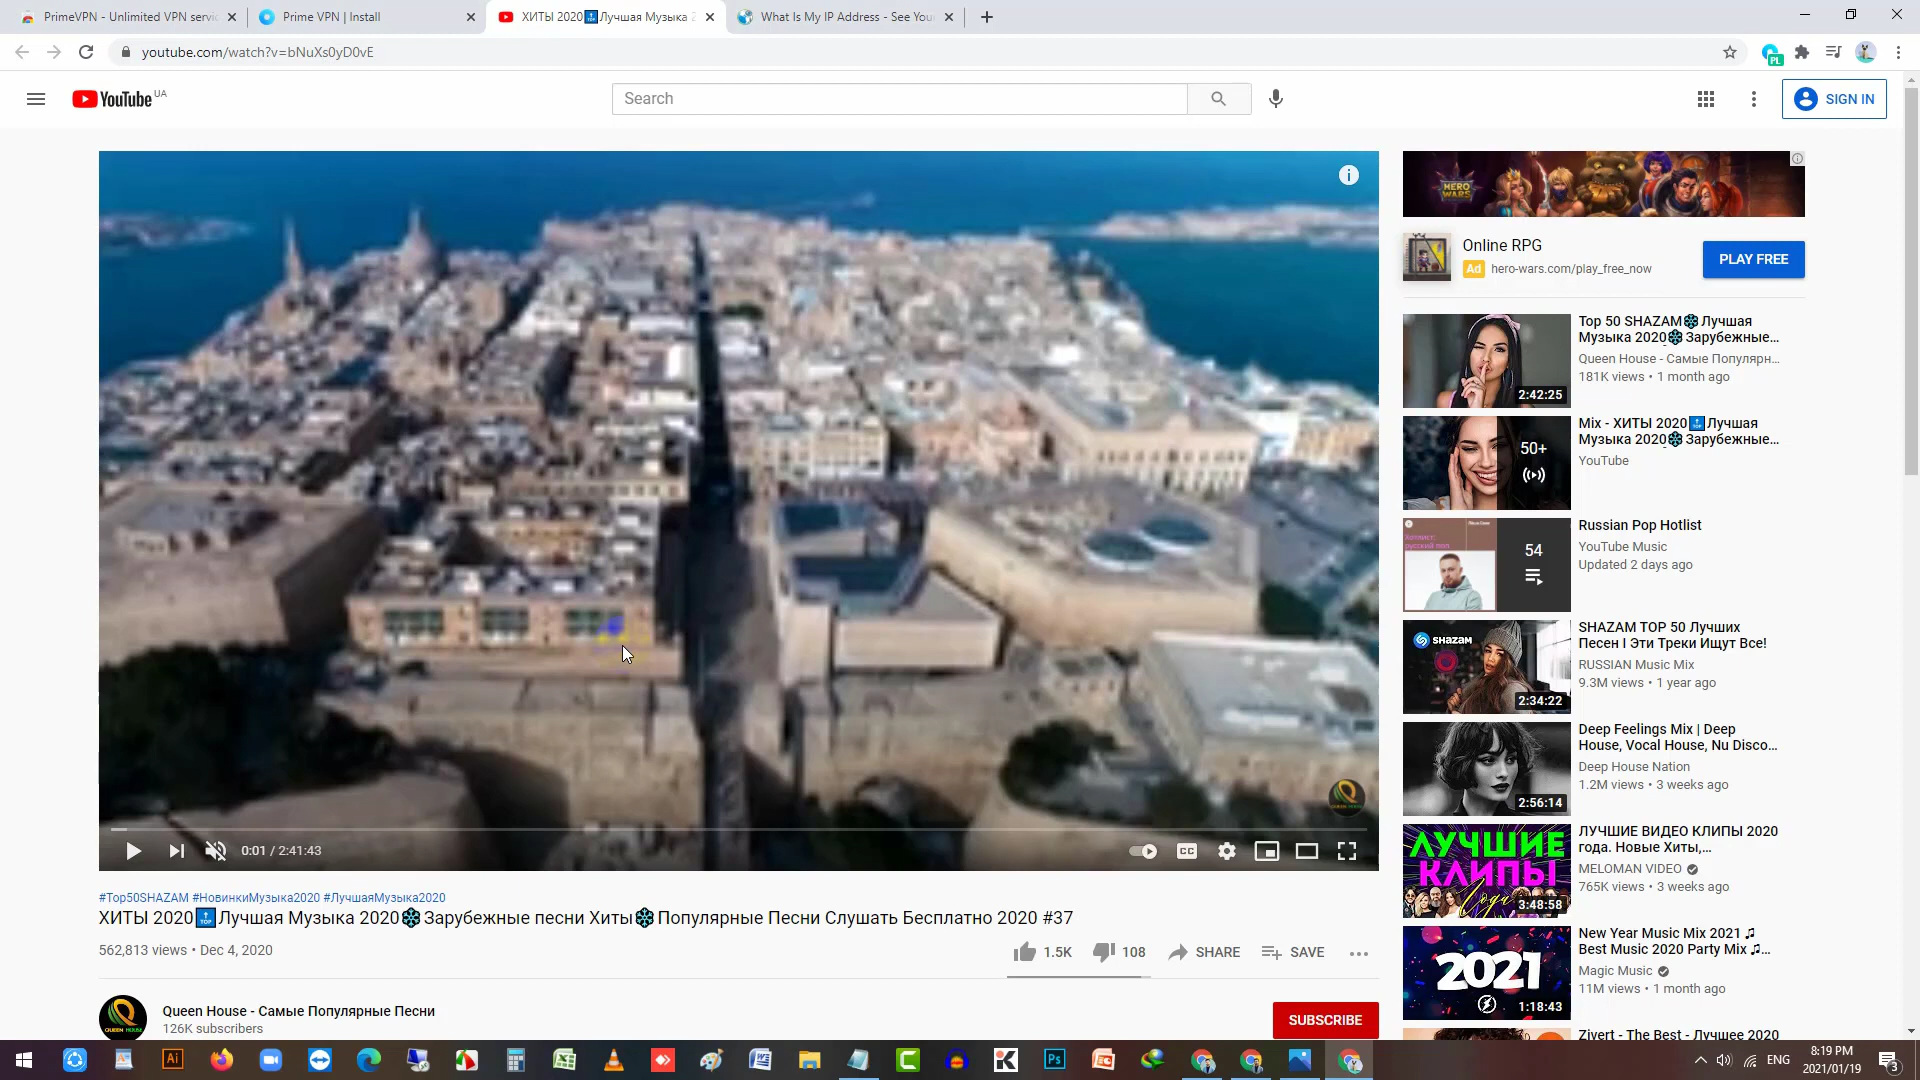 PrimeVPN - Unlimited VPN servic
Prime VPN | Install
ХИТЫ 2020🔝Лучшая Музыка 2
What Is My IP Address - See You
youtube.com/watch?v=bNuXs0yD0vE
PL
YouTube UA
Search
SIGN IN
HERO WARS
Online RPG
Ad hero-wars.com/play_free_now
PLAY FREE
Top 50 SHAZAM❄Лучшая
Музыка 2020❄Зарубежные...
Queen House - Самые Популярн...
181K views • 1 month ago
2:42:25
Mix - ХИТЫ 2020🔝Лучшая
Музыка 2020❄Зарубежные...
YouTube
50+
Russian Pop Hotlist
YouTube Music
Updated 2 days ago
54
SHAZAM TOP 50 Лучших
Песен I Эти Треки Ищут Все!
RUSSIAN Music Mix
9.3M views • 1 year ago
SHAZAM
2:34:22
Deep Feelings Mix | Deep
House, Vocal House, Nu Disco...
Deep House Nation
1.2M views • 3 weeks ago
2:56:14
ЛУЧШИЕ ВИДЕО КЛИПЫ 2020
года. Новые Хиты,...
MELOMAN VIDEO
765K views • 3 weeks ago
ЛУЧШИЕ
КЛИПЫ
Года
3:48:58
New Year Music Mix 2021 ♫
Best Music 2020 Party Mix ♫...
Magic Music
11M views • 1 month ago
2021
1:18:43
Zivert - The Best - Лучшее 2020
0:01 / 2:41:43
CC
#Top50SHAZAM #НовинкиМузыка2020 #ЛучшаяМузыка2020
ХИТЫ 2020🔝Лучшая Музыка 2020❄Зарубежные песни Хиты❄Популярные Песни Слушать Бесплатно 2020 #37
562,813 views • Dec 4, 2020
1.5K 108 SHARE SAVE
QUEEN HOUSE
Queen House - Самые Популярные Песни
126K subscribers
SUBSCRIBE
Ai
Ps
ENG
8:19 PM
2021/01/19
3